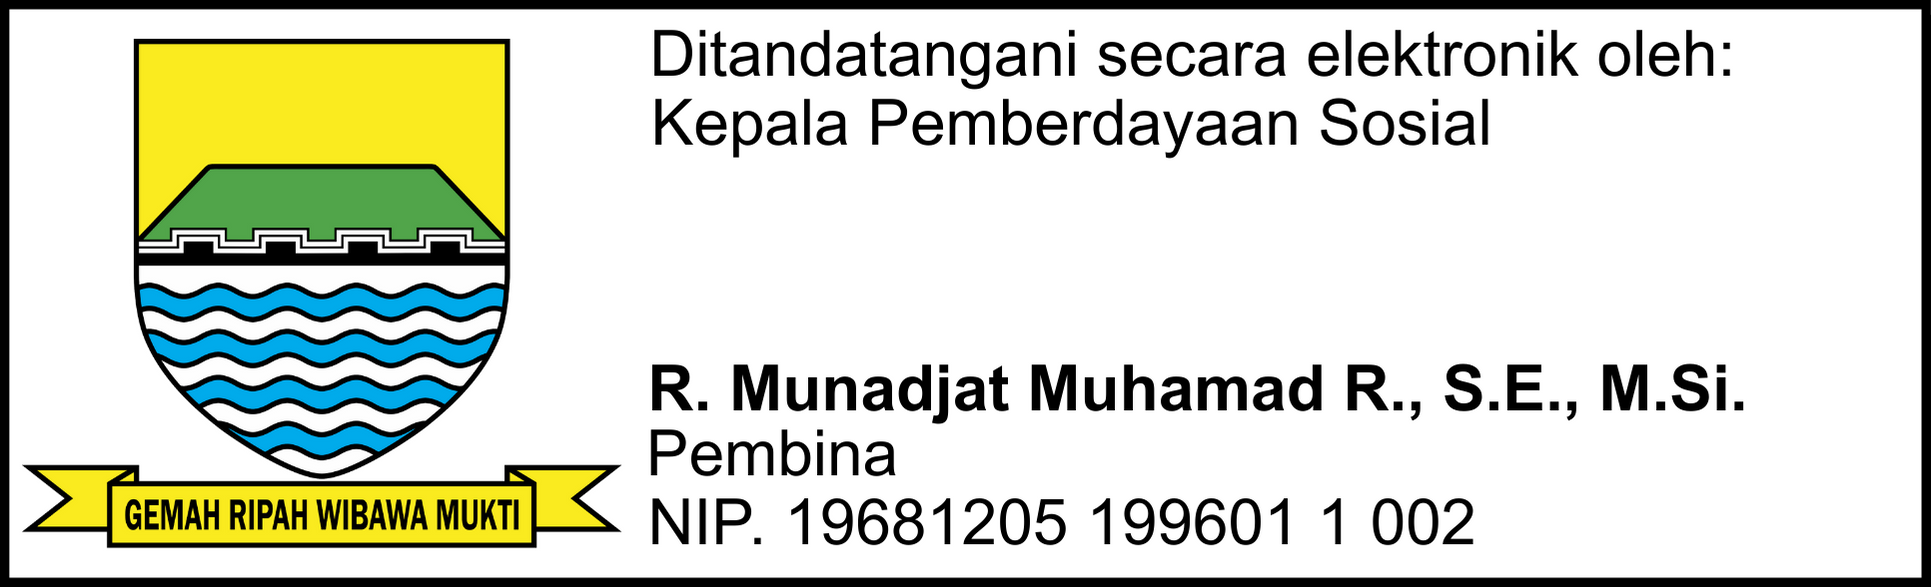 Ditandatangani secara elektronik oleh:
Kepala Pemberdayaan Sosial
R. Munadjat Muhamad R., S.E., M.Si.
Pembina
NIP. 19681205 199601 1 002
GEMAH RIPAH WIBAWA MUKTI